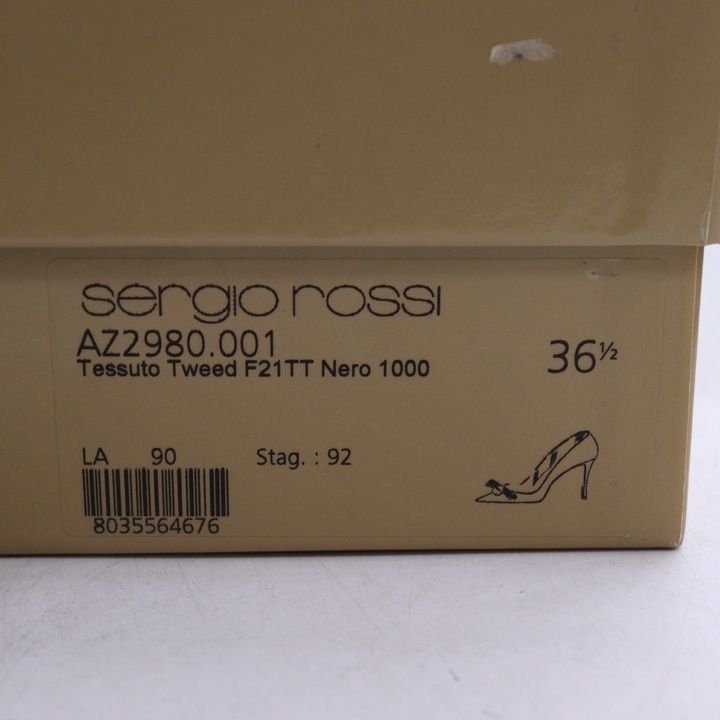 sergio rossi
AZ2980.001
Tessuto Tweed F21TT Nero 1000
36½
LA 90 Stag. : 92
8035564676